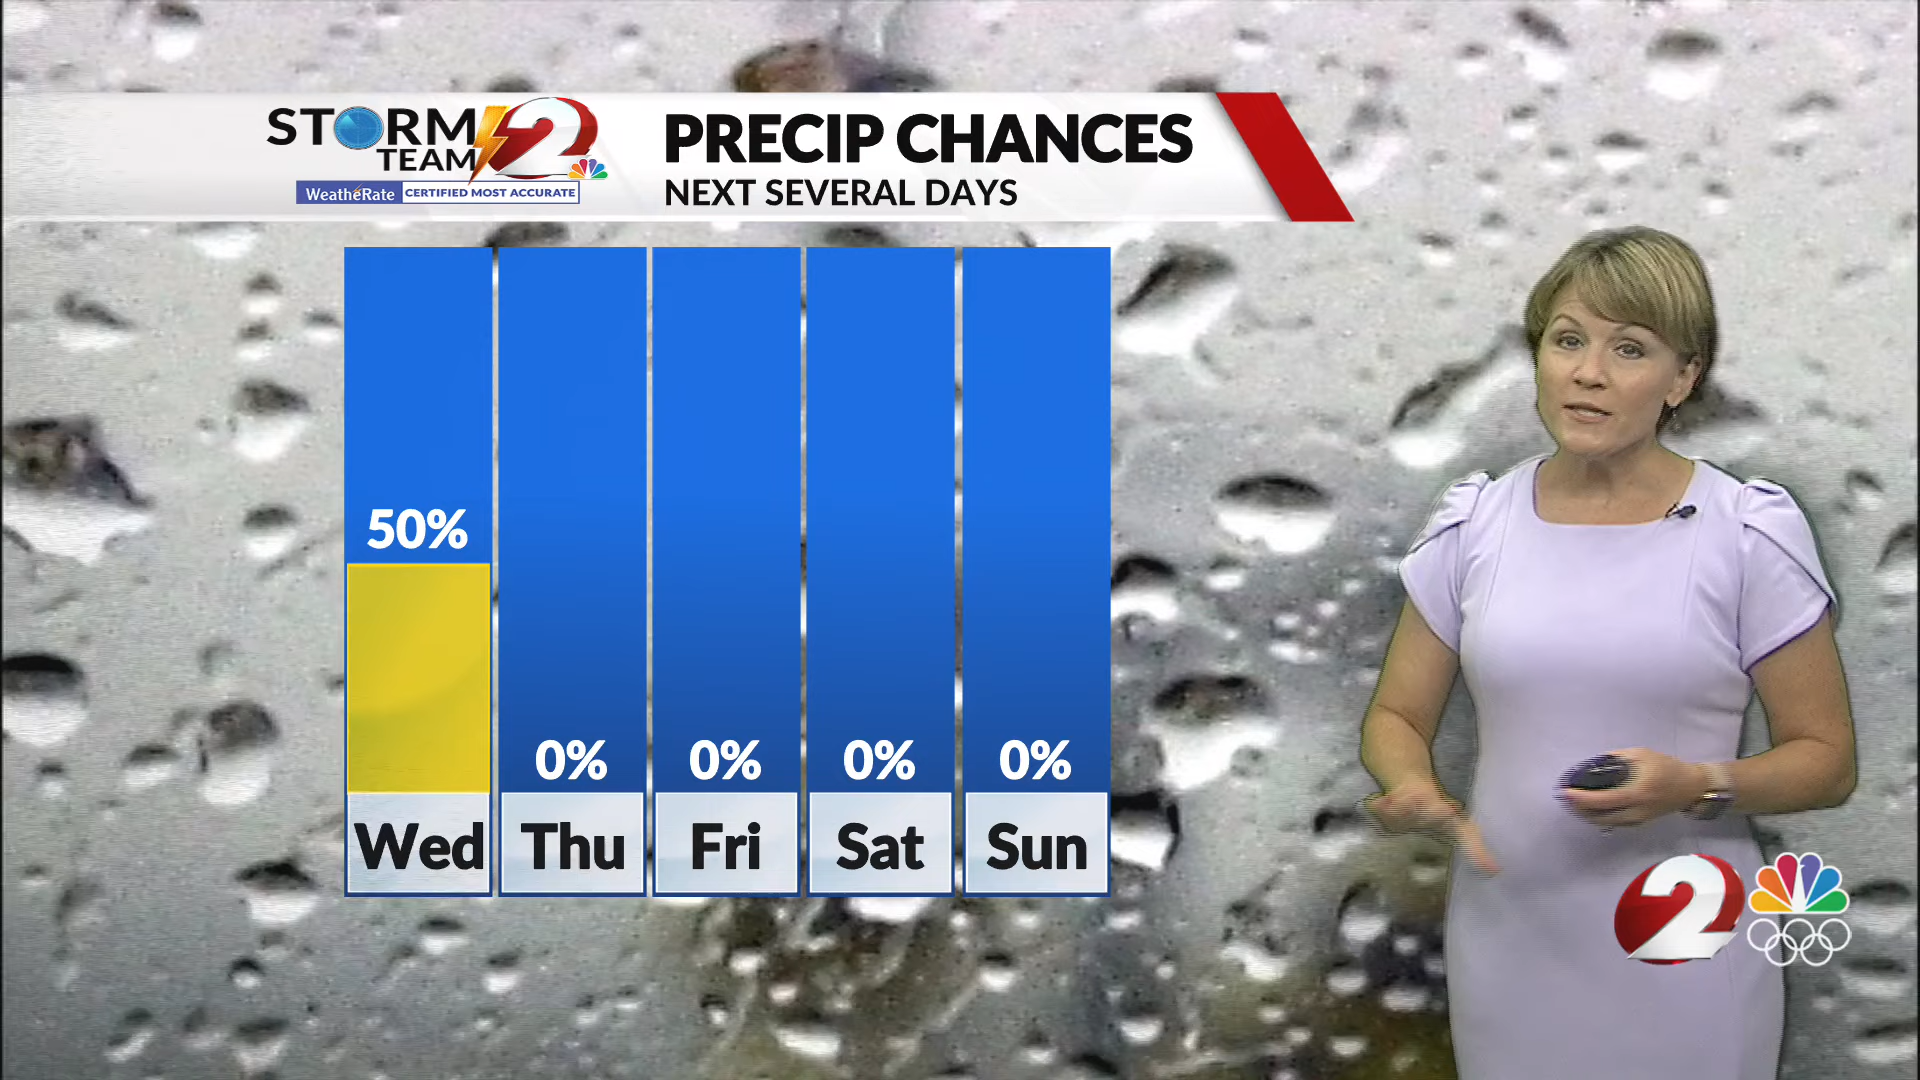 STORM
TEAM
2
WeatheRate CERTIFIED MOST ACCURATE
PRECIP CHANCES
NEXT SEVERAL DAYS
50%
0%
0%
0%
0%
Wed
Thu
Fri
Sat
Sun
2